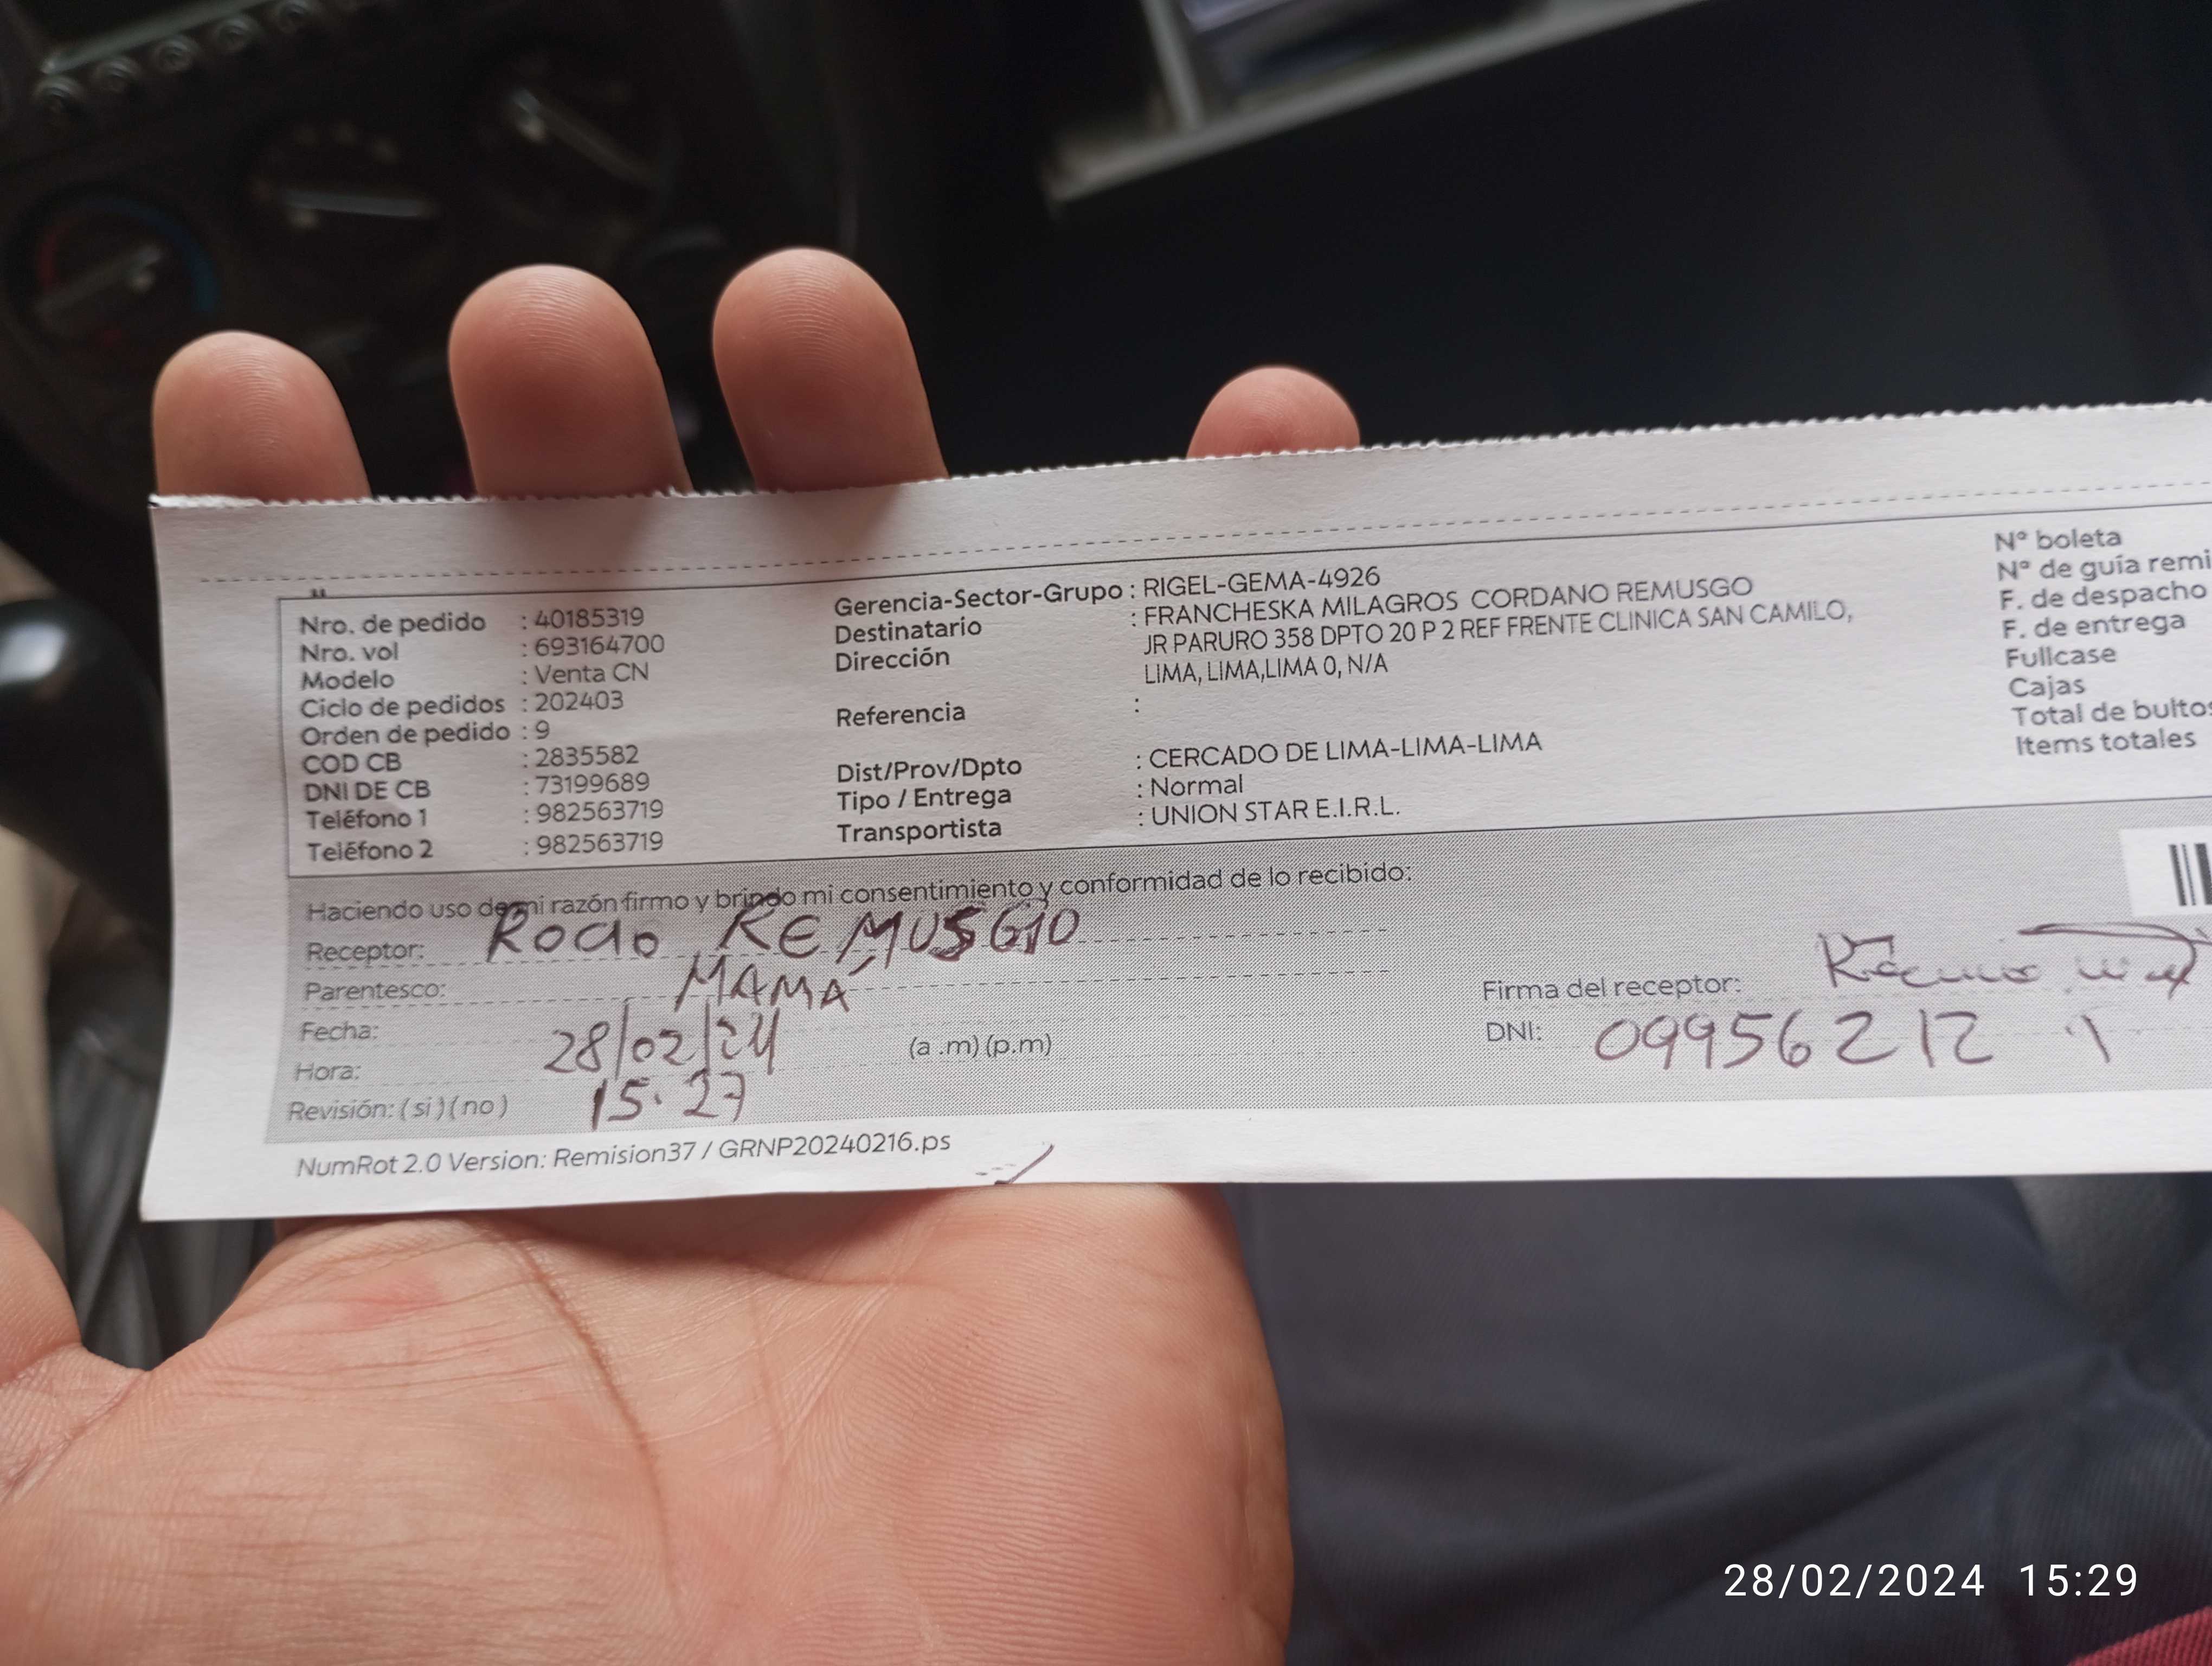 Nro. de pedido : 40185319
Nro. vol : 693164700
Modelo : Venta CN
Ciclo de pedidos : 202403
Orden de pedido : 9
COD CB : 2835582
DNI DE CB : 73199689
Teléfono 1 : 982563719
Teléfono 2 : 982563719
Gerencia-Sector-Grupo : RIGEL-GEMA-4926
Destinatario : FRANCHESKA MILAGROS CORDANO REMUSGO
Dirección JR PARURO 358 DPTO 20 P 2 REF FRENTE CLINICA SAN CAMILO,
LIMA, LIMA,LIMA 0, N/A
Referencia :
Dist/Prov/Dpto : CERCADO DE LIMA-LIMA-LIMA
Tipo / Entrega : Normal
Transportista : UNION STAR E.I.R.L.
N° boleta
N° de guía remi
F. de despacho
F. de entrega
Fullcase
Cajas
Total de bultos
Items totales
Haciendo uso de mi razón firmo y brindo mi consentimiento y conformidad de lo recibido:
Receptor: Rocio REMUSGIO
Parentesco: MAMÁ
Fecha: 28/02/24
Hora: 15:27 (a .m) (p.m)
Revisión: ( si ) ( no )
Firma del receptor:
DNI: 09956212
NumRot 2.0 Version: Remision37 / GRNP20240216.ps
28/02/2024 15:29